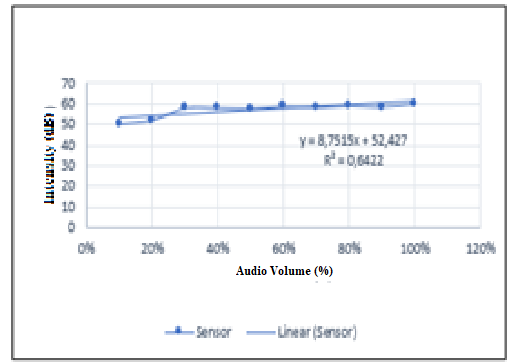 70
60
50
40
30
20
10
0
Intensity (dB)
y = 8,7515x + 52,427
R² = 0,6422
0% 20% 40% 60% 80% 100% 120%
Audio Volume (%)
Sensor Linear (Sensor)